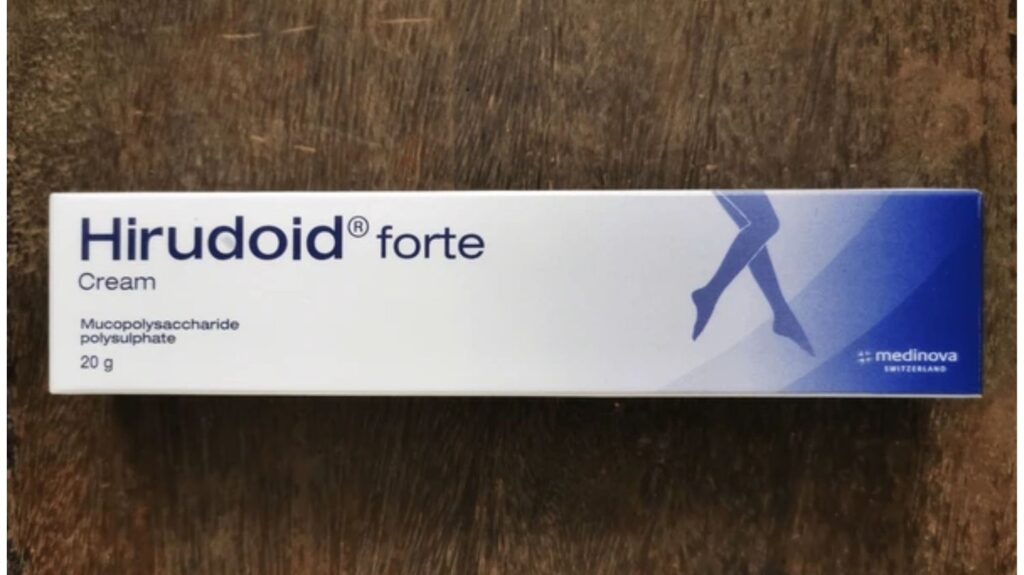 Hirudoid® forte
Cream
Mucopolysaccharide
polysulphate
20 g
medinova
SWITZERLAND